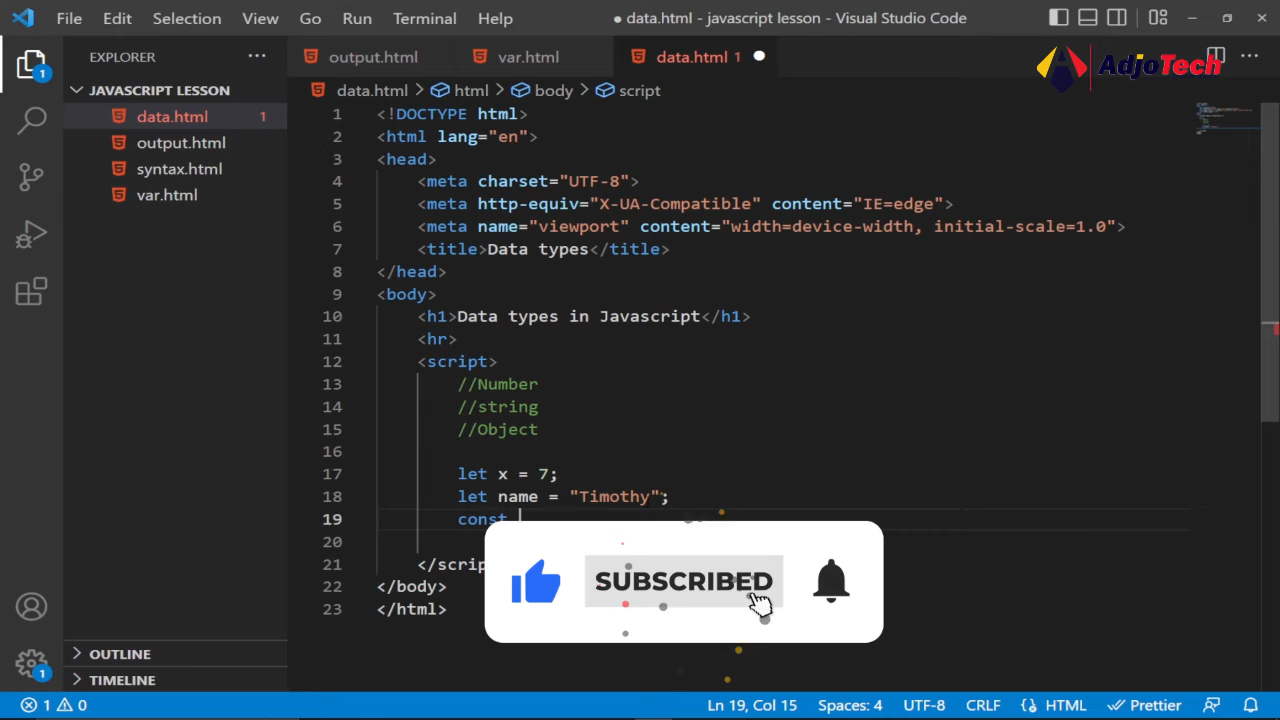 File Edit Selection View Go Run Terminal Help
● data.html - javascript lesson - Visual Studio Code
EXPLORER
output.html
var.html
data.html 1
AdjoTech
JAVASCRIPT LESSON
data.html > html > body > script
data.html 1
output.html
syntax.html
var.html
1 <!DOCTYPE html>
2 <html lang="en">
3 <head>
4 <meta charset="UTF-8">
5 <meta http-equiv="X-UA-Compatible" content="IE=edge">
6 <meta name="viewport" content="width=device-width, initial-scale=1.0">
7 <title>Data types</title>
8 </head>
9 <body>
10 <h1>Data types in Javascript</h1>
11 <hr>
12 <script>
13 //Number
14 //string
15 //Object
16
17 let x = 7;
18 let name = "Timothy";
19 const
20
21 </scrip
22 </body>
23 </html>
SUBSCRIBED
1
1
OUTLINE
TIMELINE
1 0
Ln 19, Col 15 Spaces: 4 UTF-8 CRLF HTML Prettier